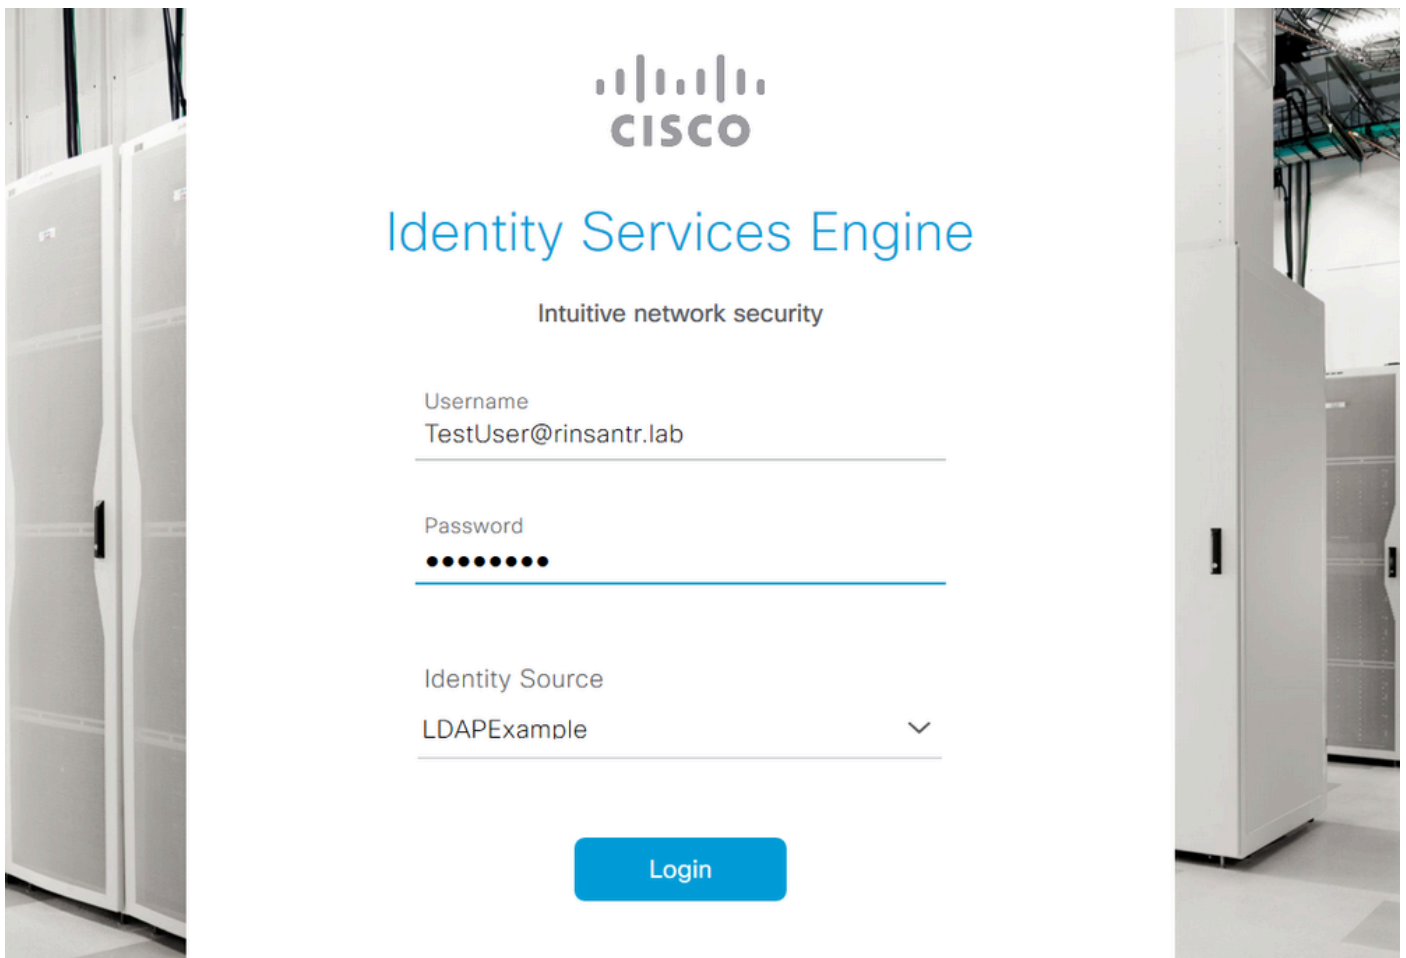 CISCO
Identity Services Engine
Intuitive network security
Username
TestUser@rinsantr.lab
Password
••••••••
Identity Source
LDAPExample
Login